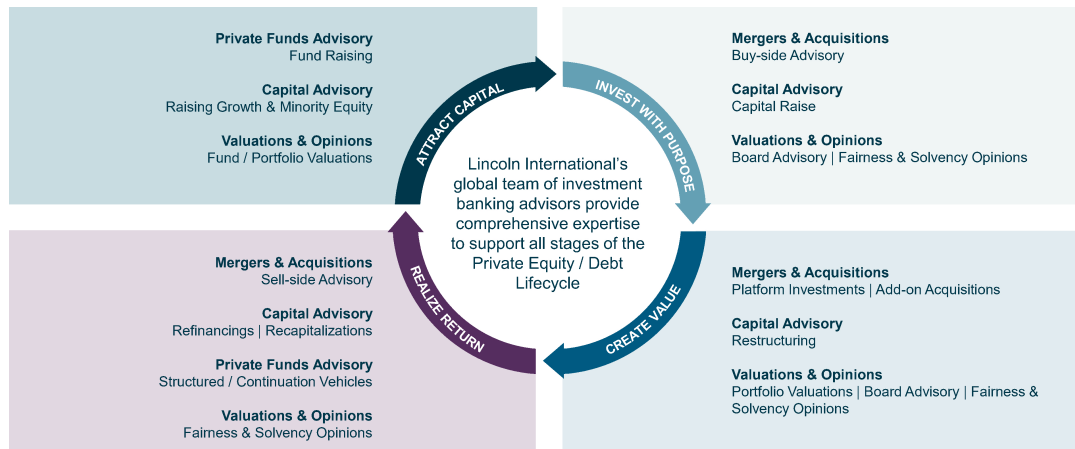 Private Funds Advisory
Fund Raising
Capital Advisory
Raising Growth & Minority Equity
Valuations & Opinions
Fund / Portfolio Valuations
ATTRACT CAPITAL
INVEST WITH PURPOSE
Mergers & Acquisitions
Buy-side Advisory
Capital Advisory
Capital Raise
Valuations & Opinions
Board Advisory | Fairness & Solvency Opinions
Lincoln International’s
global team of investment
banking advisors provide
comprehensive expertise
to support all stages of the
Private Equity / Debt
Lifecycle
Mergers & Acquisitions
Sell-side Advisory
Capital Advisory
Refinancings | Recapitalizations
Private Funds Advisory
Structured / Continuation Vehicles
Valuations & Opinions
Fairness & Solvency Opinions
REALIZE RETURN
CREATE VALUE
Mergers & Acquisitions
Platform Investments | Add-on Acquisitions
Capital Advisory
Restructuring
Valuations & Opinions
Portfolio Valuations | Board Advisory | Fairness &
Solvency Opinions